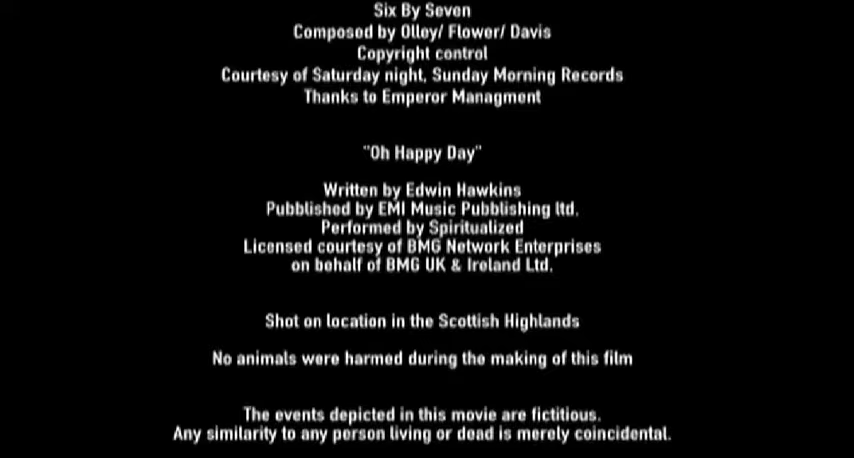 Six By Seven
Composed by Olley/ Flower/ Davis
Copyright control
Courtesy of Saturday night, Sunday Morning Records
Thanks to Emperor Managment
"Oh Happy Day"
Written by Edwin Hawkins
Pubblished by EMI Music Pubblishing ltd.
Performed by Spiritualized
Licensed courtesy of BMG Network Enterprises
on behalf of BMG UK & Ireland Ltd.
Shot on location in the Scottish Highlands
No animals were harmed during the making of this film
The events depicted in this movie are fictitious.
Any similarity to any person living or dead is merely coincidental.